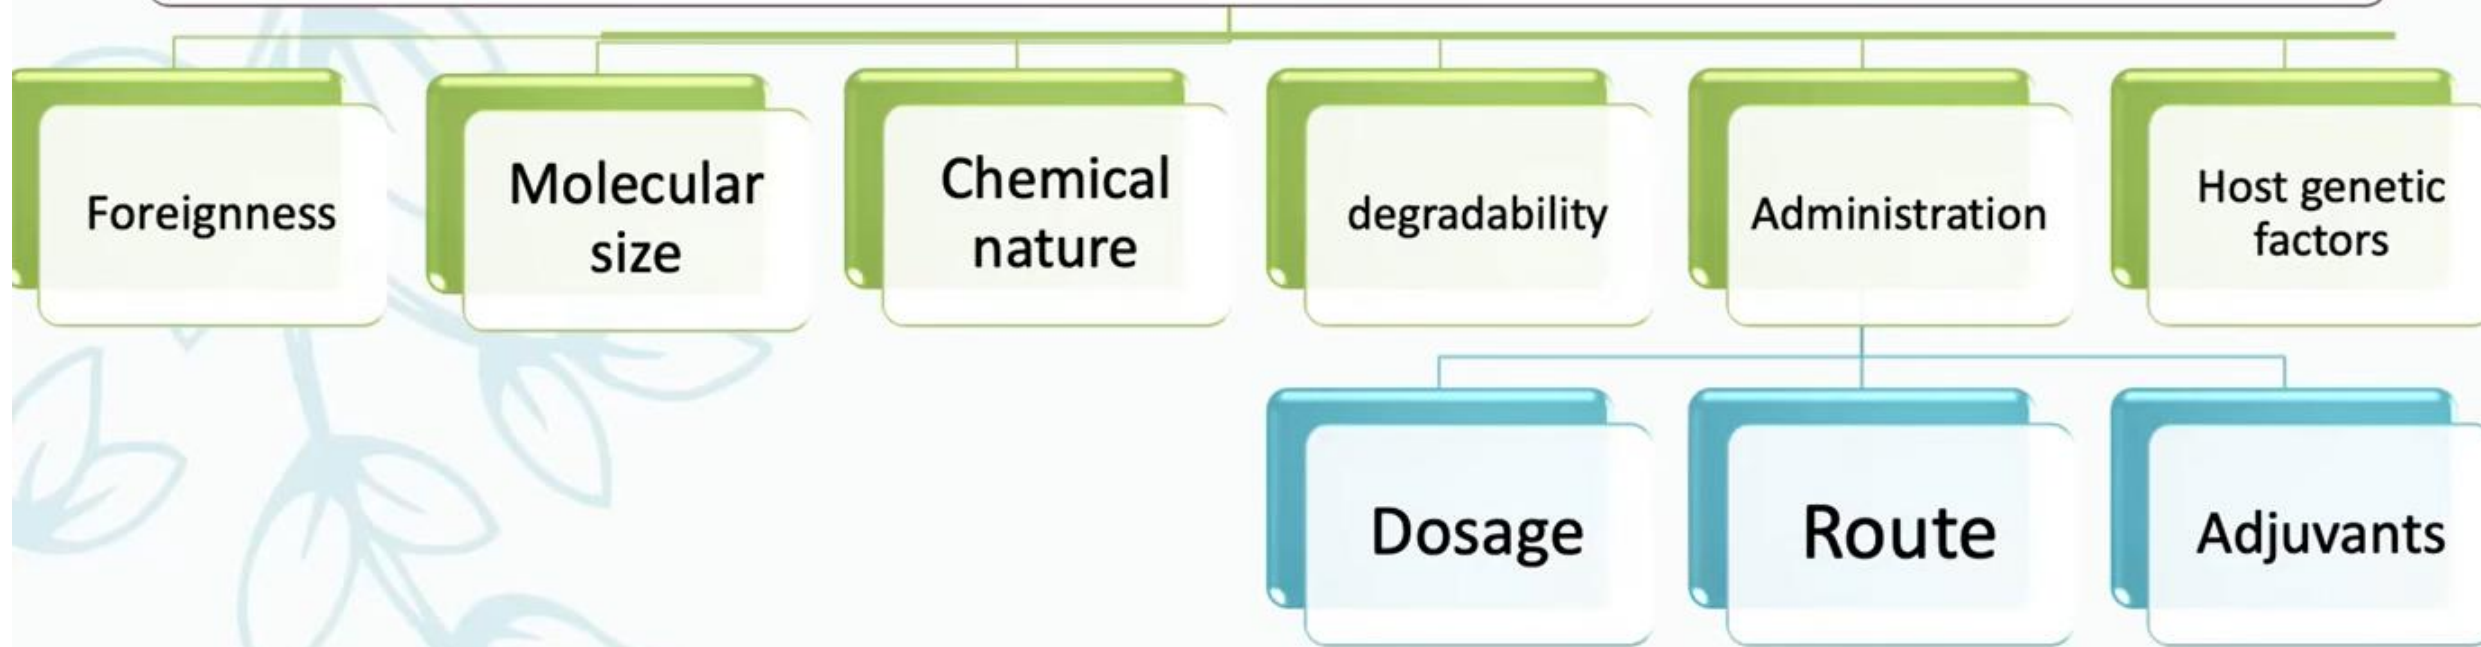 Foreignness
Molecular
size
Chemical
nature
degradability
Administration
Host genetic
factors
Dosage
Route
Adjuvants